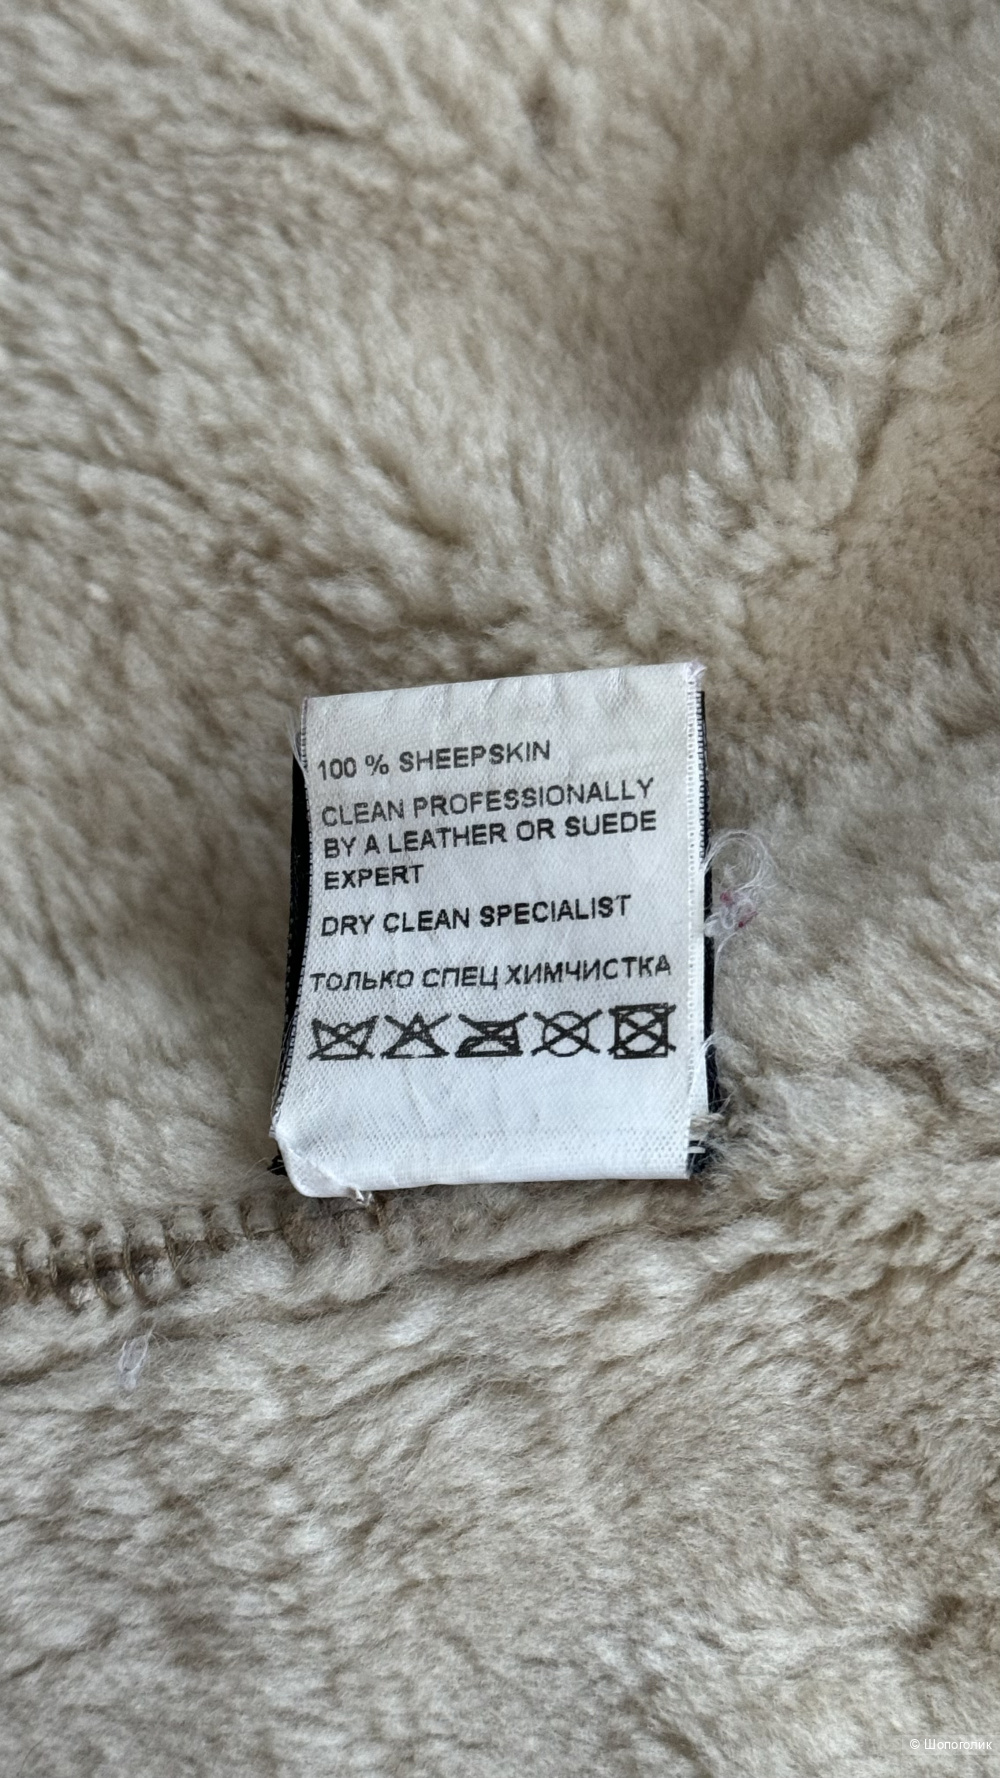 100 % SHEEPSKIN
CLEAN PROFESSIONALLY
BY A LEATHER OR SUEDE
EXPERT
DRY CLEAN SPECIALIST
ТОЛЬКО СПЕЦ ХИМЧИСТКА
© Шопоголик